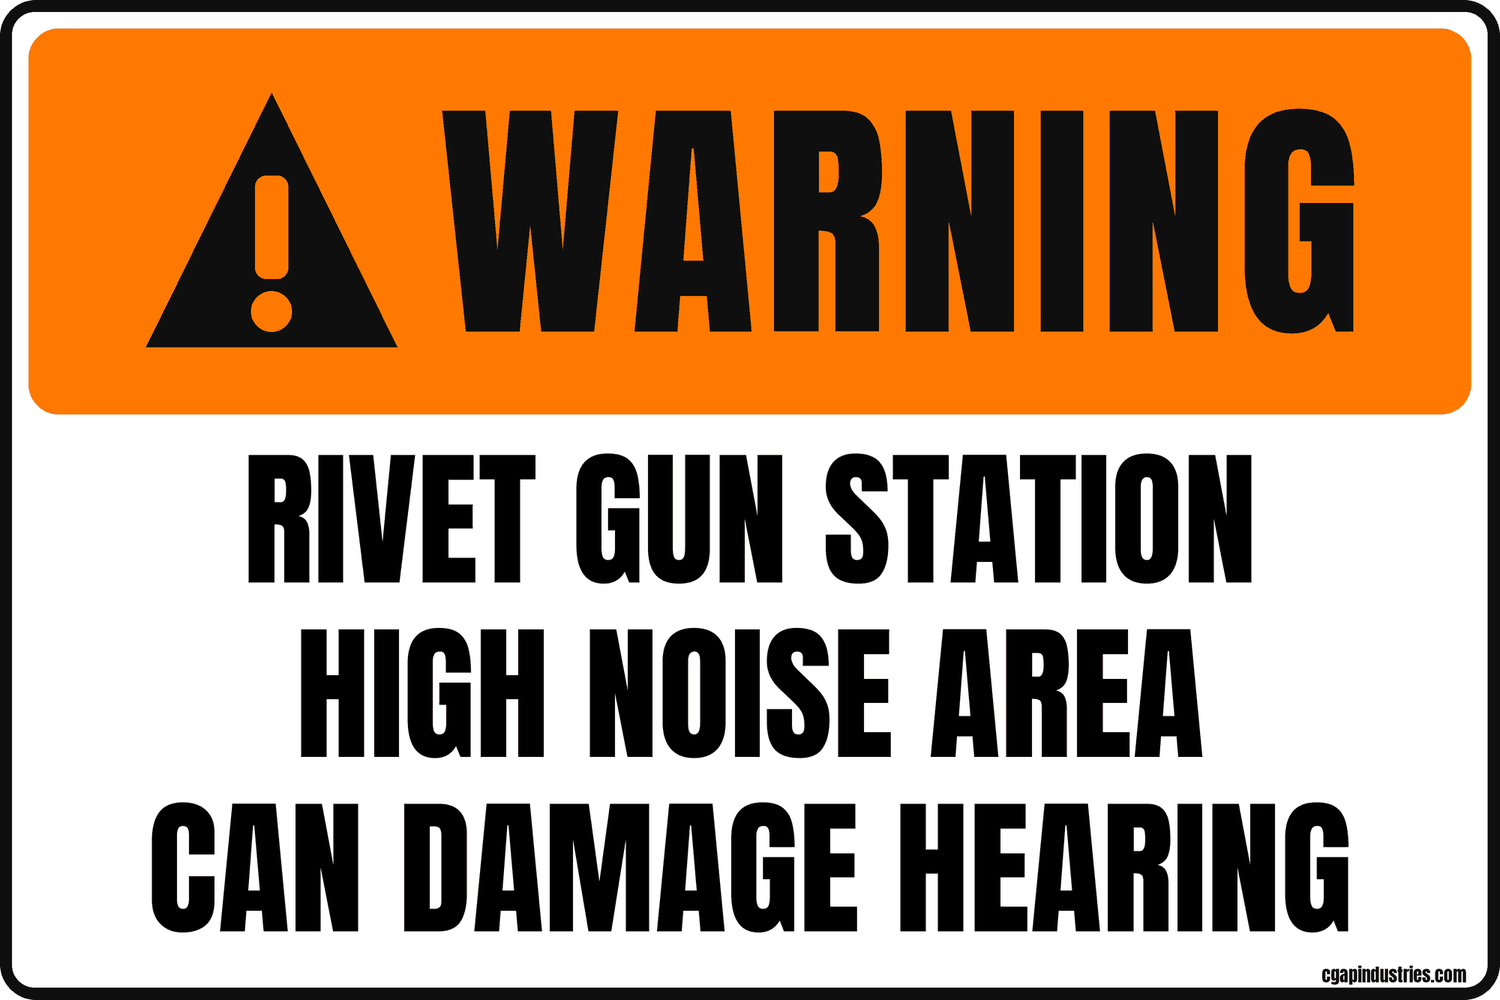 WARNING
RIVET GUN STATION
HIGH NOISE AREA
CAN DAMAGE HEARING
cgapindustries.com